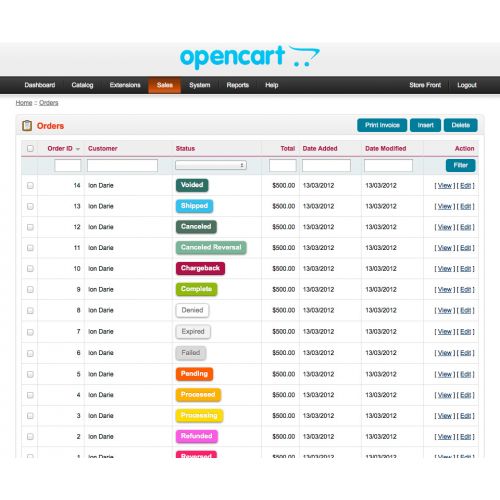 opencart
Dashboard Catalog Extensions Sales System Reports Help Store Front Logout
Home :: Orders
Orders Print Invoice Insert Delete
Order ID Customer Status Total Date Added Date Modified Action
Filter
14 Ion Darie Voided $500.00 13/03/2012 13/03/2012 [ View ] [ Edit ]
13 Ion Darie Shipped $500.00 13/03/2012 13/03/2012 [ View ] [ Edit ]
12 Ion Darie Canceled $500.00 13/03/2012 13/03/2012 [ View ] [ Edit ]
11 Ion Darie Canceled Reversal $500.00 13/03/2012 13/03/2012 [ View ] [ Edit ]
10 Ion Darie Chargeback $500.00 13/03/2012 13/03/2012 [ View ] [ Edit ]
9 Ion Darie Complete $500.00 13/03/2012 13/03/2012 [ View ] [ Edit ]
8 Ion Darie Denied $500.00 13/03/2012 13/03/2012 [ View ] [ Edit ]
7 Ion Darie Expired $500.00 13/03/2012 13/03/2012 [ View ] [ Edit ]
6 Ion Darie Failed $500.00 13/03/2012 13/03/2012 [ View ] [ Edit ]
5 Ion Darie Pending $500.00 13/03/2012 13/03/2012 [ View ] [ Edit ]
4 Ion Darie Processed $500.00 13/03/2012 13/03/2012 [ View ] [ Edit ]
3 Ion Darie Processing $500.00 13/03/2012 13/03/2012 [ View ] [ Edit ]
2 Ion Darie Refunded $500.00 13/03/2012 13/03/2012 [ View ] [ Edit ]
1 Ion Darie Reversed $500.00 13/03/2012 13/03/2012 [ View ] [ Edit ]